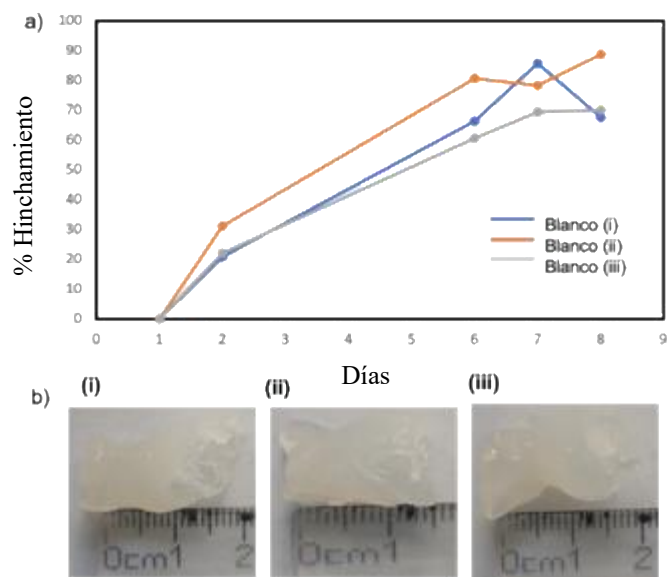 a)
% Hinchamiento
100
90
80
70
60
50
40
30
20
10
0
0 1 2 3 4 5 6 7 8 9
Blanco (i)
Blanco (ii)
Blanco (iii)
Días
b) (i) (ii) (iii)
0cm1 2
0cm1 2
0cm1 2